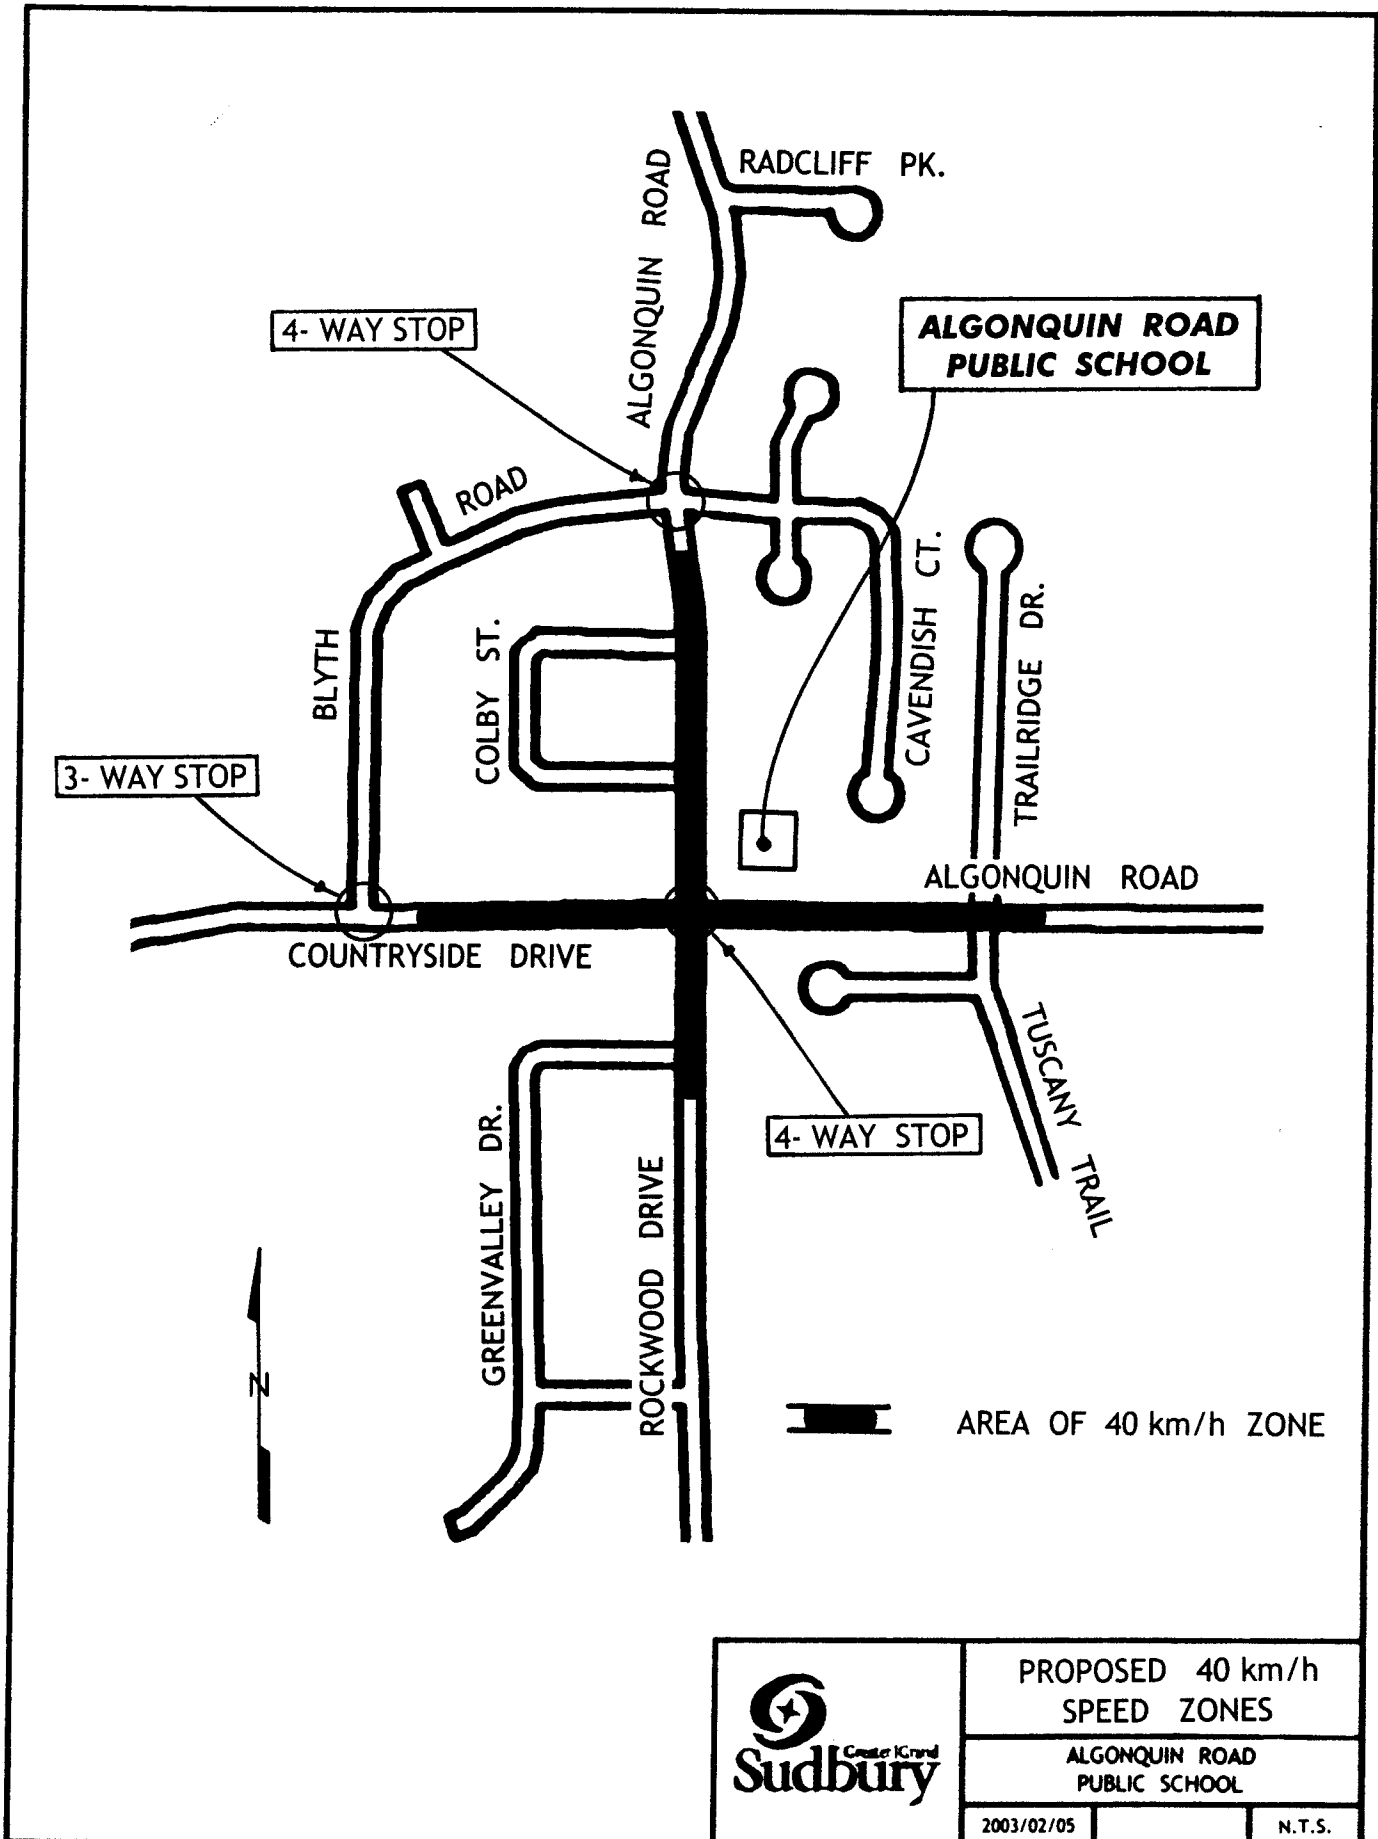 RADCLIFF PK.
ALGONQUIN ROAD
4- WAY STOP
ALGONQUIN ROAD
PUBLIC SCHOOL
ROAD
BLYTH
COLBY ST.
CAVENDISH CT.
TRAILRIDGE DR.
3- WAY STOP
ALGONQUIN ROAD
COUNTRYSIDE DRIVE
TUSCANY TRAIL
4- WAY STOP
GREENVALLEY DR.
ROCKWOOD DRIVE
N
AREA OF 40 km/h ZONE
PROPOSED 40 km/h
SPEED ZONES
Greater Grand
Sudbury
ALGONQUIN ROAD
PUBLIC SCHOOL
2003/02/05
N.T.S.